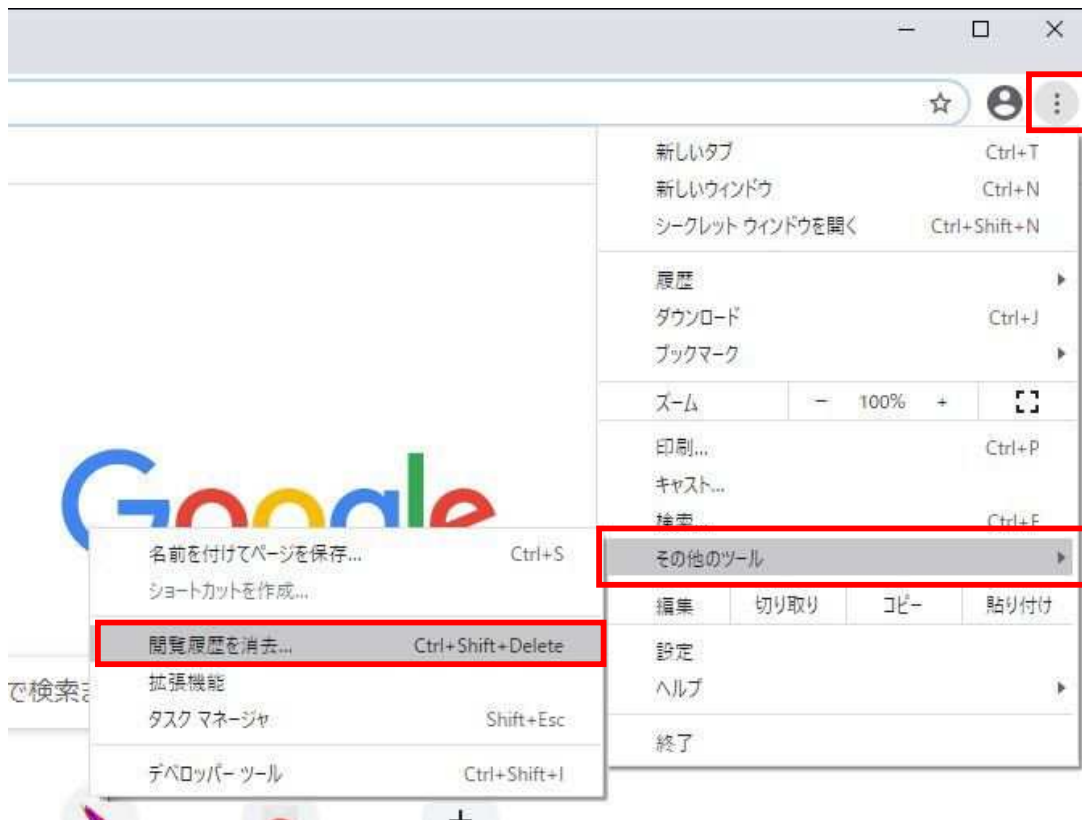 新しいタブ Ctrl+T
新しいウィンドウ Ctrl+N
シークレット ウィンドウを開く Ctrl+Shift+N
履歴
ダウンロード Ctrl+J
ブックマーク
ズーム － 100% +
印刷... Ctrl+P
キャスト...
検索... Ctrl+F
その他のツール
編集 切り取り コピー 貼り付け
設定
ヘルプ
終了
Google
名前を付けてページを保存... Ctrl+S
ショートカットを作成...
閲覧履歴を消去... Ctrl+Shift+Delete
拡張機能
タスク マネージャ Shift+Esc
デベロッパー ツール Ctrl+Shift+I
で検索